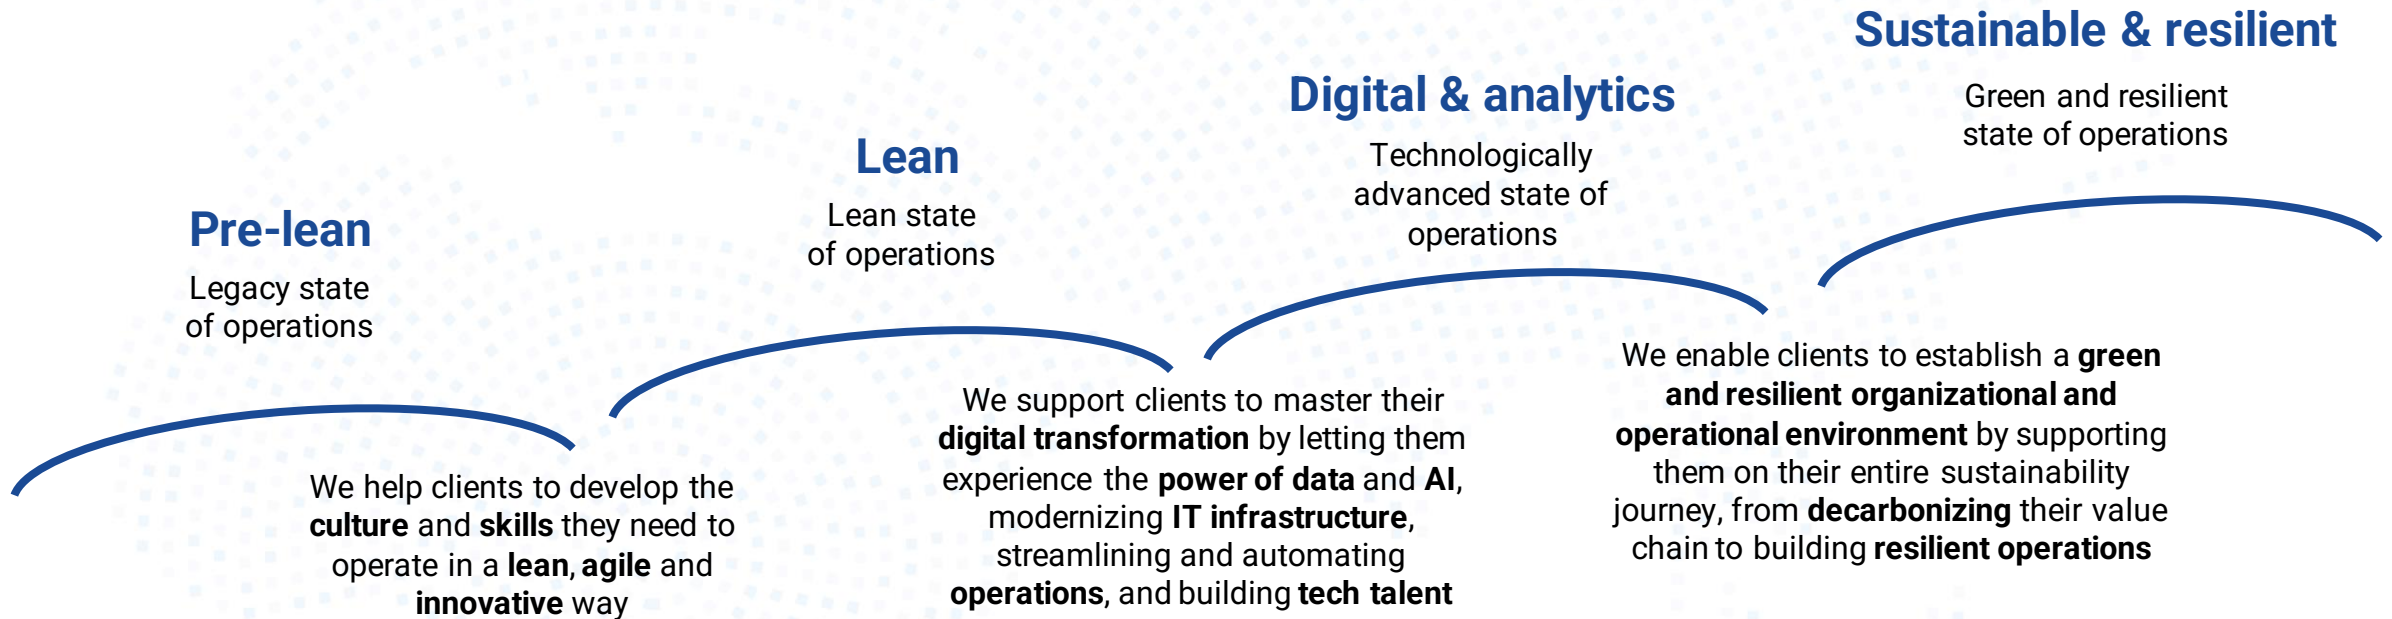 Pre-lean
Legacy state
of operations
We help clients to develop the
culture and skills they need to
operate in a lean, agile and
innovative way
Lean
Lean state
of operations
We support clients to master their
digital transformation by letting them
experience the power of data and AI,
modernizing IT infrastructure,
streamlining and automating
operations, and building tech talent
Digital & analytics
Technologically
advanced state of
operations
We enable clients to establish a green
and resilient organizational and
operational environment by supporting
them on their entire sustainability
journey, from decarbonizing their value
chain to building resilient operations
Sustainable & resilient
Green and resilient
state of operations